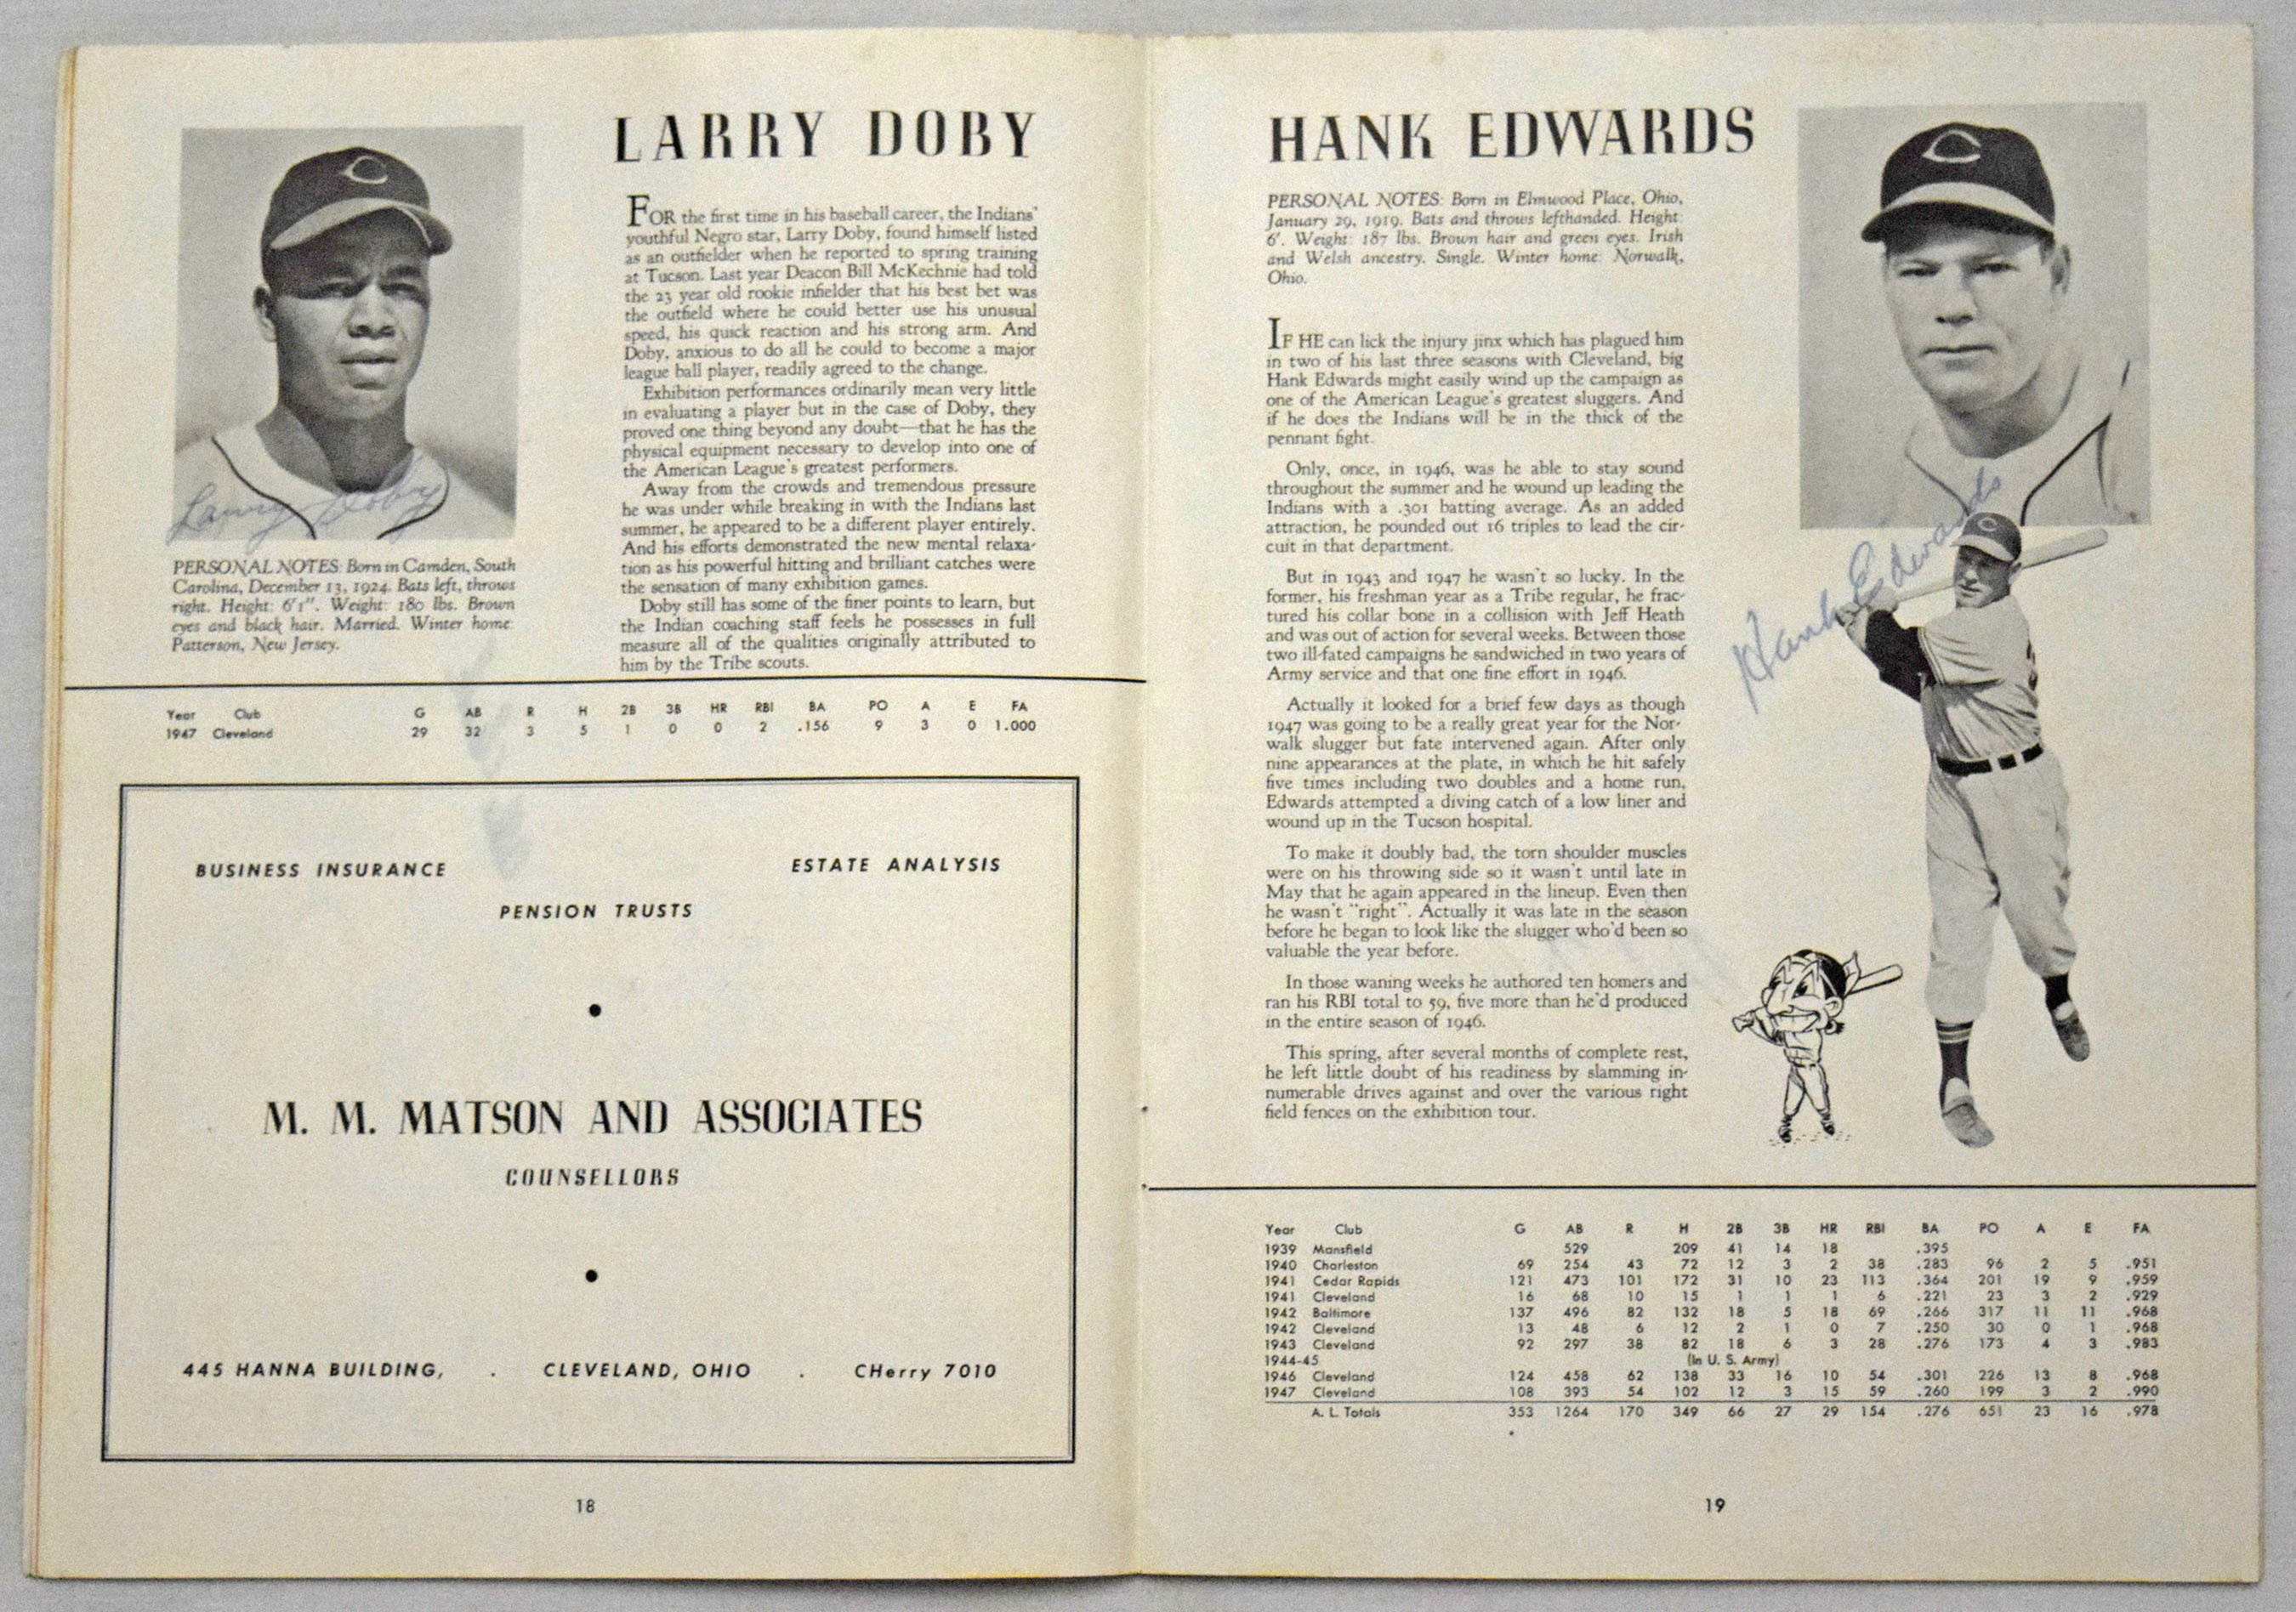 LARRY DOBY
FOR the first time in his baseball career, the Indians'
youthful Negro star, Larry Doby, found himself listed
as an outfielder when he reported to spring training
at Tucson. Last year Deacon Bill McKechnie had told
the 23 year old rookie infielder that his best bet was
the outfield where he could better use his unusual
speed, his quick reaction and his strong arm. And
Doby, anxious to do all he could to become a major
league ball player, readily agreed to the change.
Exhibition performances ordinarily mean very little
in evaluating a player but in the case of Doby, they
proved one thing beyond any doubt—that he has the
physical equipment necessary to develop into one of
the American League's greatest performers.
Away from the crowds and tremendous pressure
he was under while breaking in with the Indians last
summer, he appeared to be a different player entirely.
And his efforts demonstrated the new mental relaxa-
tion as his powerful hitting and brilliant catches were
the sensation of many exhibition games.
Doby still has some of the finer points to learn, but
the Indian coaching staff feels he possesses in full
measure all of the qualities originally attributed to
him by the Tribe scouts.
Larry Doby
PERSONAL NOTES: Born in Camden, South
Carolina, December 13, 1924. Bats left, throws
right. Height: 6'1". Weight: 180 lbs. Brown
eyes and black hair. Married. Winter home:
Patterson, New Jersey.
Year Club G AB R H 2B 3B HR RBI BA PO A E FA
1947 Cleveland 29 32 3 5 1 0 0 2 .156 9 3 0 1.000
BUSINESS INSURANCE ESTATE ANALYSIS
PENSION TRUSTS
M. M. MATSON AND ASSOCIATES
COUNSELLORS
445 HANNA BUILDING, . CLEVELAND, OHIO . CHerry 7010
18
HANK EDWARDS
PERSONAL NOTES: Born in Elmwood Place, Ohio,
January 29, 1919. Bats and throws lefthanded. Height:
6'. Weight: 187 lbs. Brown hair and green eyes. Irish
and Welsh ancestry. Single. Winter home: Norwalk,
Ohio.
IF HE can lick the injury jinx which has plagued him
in two of his last three seasons with Cleveland, big
Hank Edwards might easily wind up the campaign as
one of the American League's greatest sluggers. And
if he does the Indians will be in the thick of the
pennant fight.
Only, once, in 1946, was he able to stay sound
throughout the summer and he wound up leading the
Indians with a .301 batting average. As an added
attraction, he pounded out 16 triples to lead the cir-
cuit in that department.
But in 1943 and 1947 he wasn't so lucky. In the
former, his freshman year as a Tribe regular, he frac-
tured his collar bone in a collision with Jeff Heath
and was out of action for several weeks. Between those
two ill-fated campaigns he sandwiched in two years of
Army service and that one fine effort in 1946.
Actually it looked for a brief few days as though
1947 was going to be a really great year for the Nor-
walk slugger but fate intervened again. After only
nine appearances at the plate, in which he hit safely
five times including two doubles and a home run,
Edwards attempted a diving catch of a low liner and
wound up in the Tucson hospital.
To make it doubly bad, the torn shoulder muscles
were on his throwing side so it wasn't until late in
May that he again appeared in the lineup. Even then
he wasn't "right". Actually it was late in the season
before he began to look like the slugger who'd been so
valuable the year before.
In those waning weeks he authored ten homers and
ran his RBI total to 59, five more than he'd produced
in the entire season of 1946.
This spring, after several months of complete rest,
he left little doubt of his readiness by slamming in-
numerable drives against and over the various right
field fences on the exhibition tour.
Hank Edwards
Year Club G AB R H 2B 3B HR RBI BA PO A E FA
1939 Mansfield 529 209 41 14 18 .395
1940 Charleston 69 254 43 72 12 3 2 38 .283 96 2 5 .951
1941 Cedar Rapids 121 473 101 172 31 10 23 113 .364 201 19 9 .959
1941 Cleveland 16 68 10 15 1 1 1 6 .221 23 3 2 .929
1942 Baltimore 137 496 82 132 18 5 18 69 .266 317 11 11 .968
1942 Cleveland 13 48 6 12 2 1 0 7 .250 30 0 1 .968
1943 Cleveland 92 297 38 82 18 6 3 28 .276 173 4 3 .983
1944-45 (In U. S. Army)
1946 Cleveland 124 458 62 138 33 16 10 54 .301 226 13 8 .968
1947 Cleveland 108 393 54 102 12 3 15 59 .260 199 3 2 .990
A. L. Totals 353 1264 170 349 66 27 29 154 .276 651 23 16 .978
19